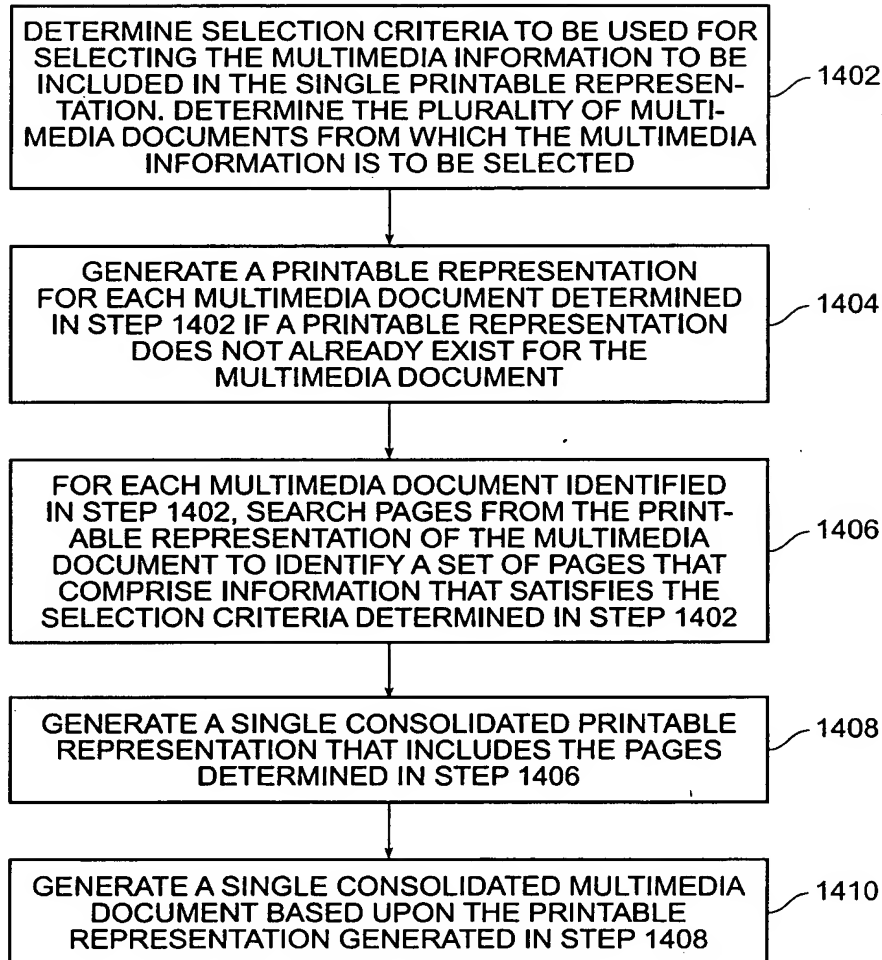 DETERMINE SELECTION CRITERIA TO BE USED FOR
SELECTING THE MULTIMEDIA INFORMATION TO BE
INCLUDED IN THE SINGLE PRINTABLE REPRESEN-
TATION. DETERMINE THE PLURALITY OF MULTI-
MEDIA DOCUMENTS FROM WHICH THE MULTIMEDIA
INFORMATION IS TO BE SELECTED
1402
GENERATE A PRINTABLE REPRESENTATION
FOR EACH MULTIMEDIA DOCUMENT DETERMINED
IN STEP 1402 IF A PRINTABLE REPRESENTATION
DOES NOT ALREADY EXIST FOR THE
MULTIMEDIA DOCUMENT
1404
FOR EACH MULTIMEDIA DOCUMENT IDENTIFIED
IN STEP 1402, SEARCH PAGES FROM THE PRINT-
ABLE REPRESENTATION OF THE MULTIMEDIA
DOCUMENT TO IDENTIFY A SET OF PAGES THAT
COMPRISE INFORMATION THAT SATISFIES THE
SELECTION CRITERIA DETERMINED IN STEP 1402
1406
GENERATE A SINGLE CONSOLIDATED PRINTABLE
REPRESENTATION THAT INCLUDES THE PAGES
DETERMINED IN STEP 1406
1408
GENERATE A SINGLE CONSOLIDATED MULTIMEDIA
DOCUMENT BASED UPON THE PRINTABLE
REPRESENTATION GENERATED IN STEP 1408
1410